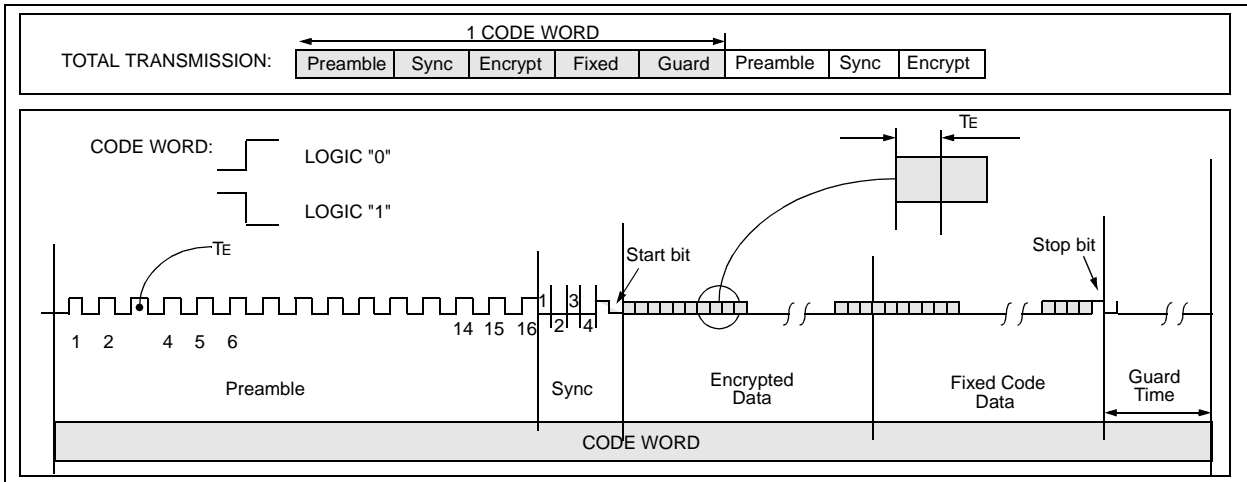 1 CODE WORD
TOTAL TRANSMISSION: Preamble Sync Encrypt Fixed Guard Preamble Sync Encrypt
TE
CODE WORD: LOGIC "0"
LOGIC "1"
TE
Start bit
Stop bit
1 3
2 4
1 2 4 5 6 14 15 16
Preamble
Sync
Encrypted
Data
Fixed Code
Data
Guard
Time
CODE WORD